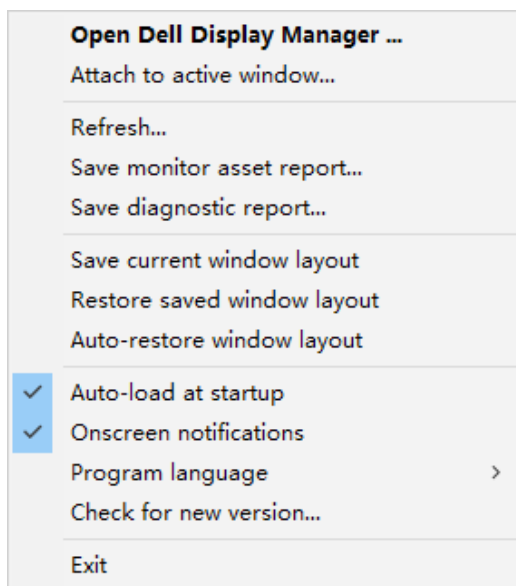 Open Dell Display Manager ...
Attach to active window...
Refresh...
Save monitor asset report...
Save diagnostic report...
Save current window layout
Restore saved window layout
Auto-restore window layout
Auto-load at startup
Onscreen notifications
Program language
Check for new version...
Exit